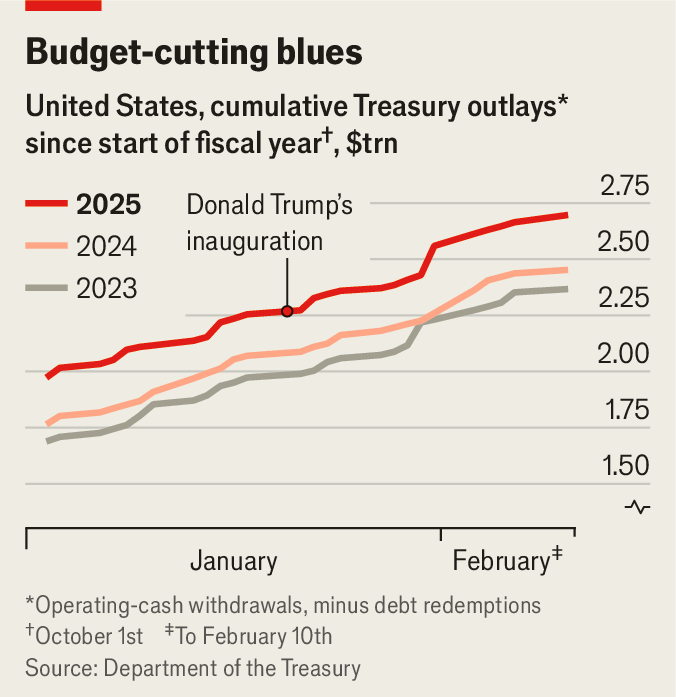 Budget-cutting blues
United States, cumulative Treasury outlays*
since start of fiscal year†, $trn
2025
2024
2023
Donald Trump's
inauguration
2.75
2.50
2.25
2.00
1.75
1.50
January
February‡
*Operating-cash withdrawals, minus debt redemptions
†October 1st ‡To February 10th
Source: Department of the Treasury